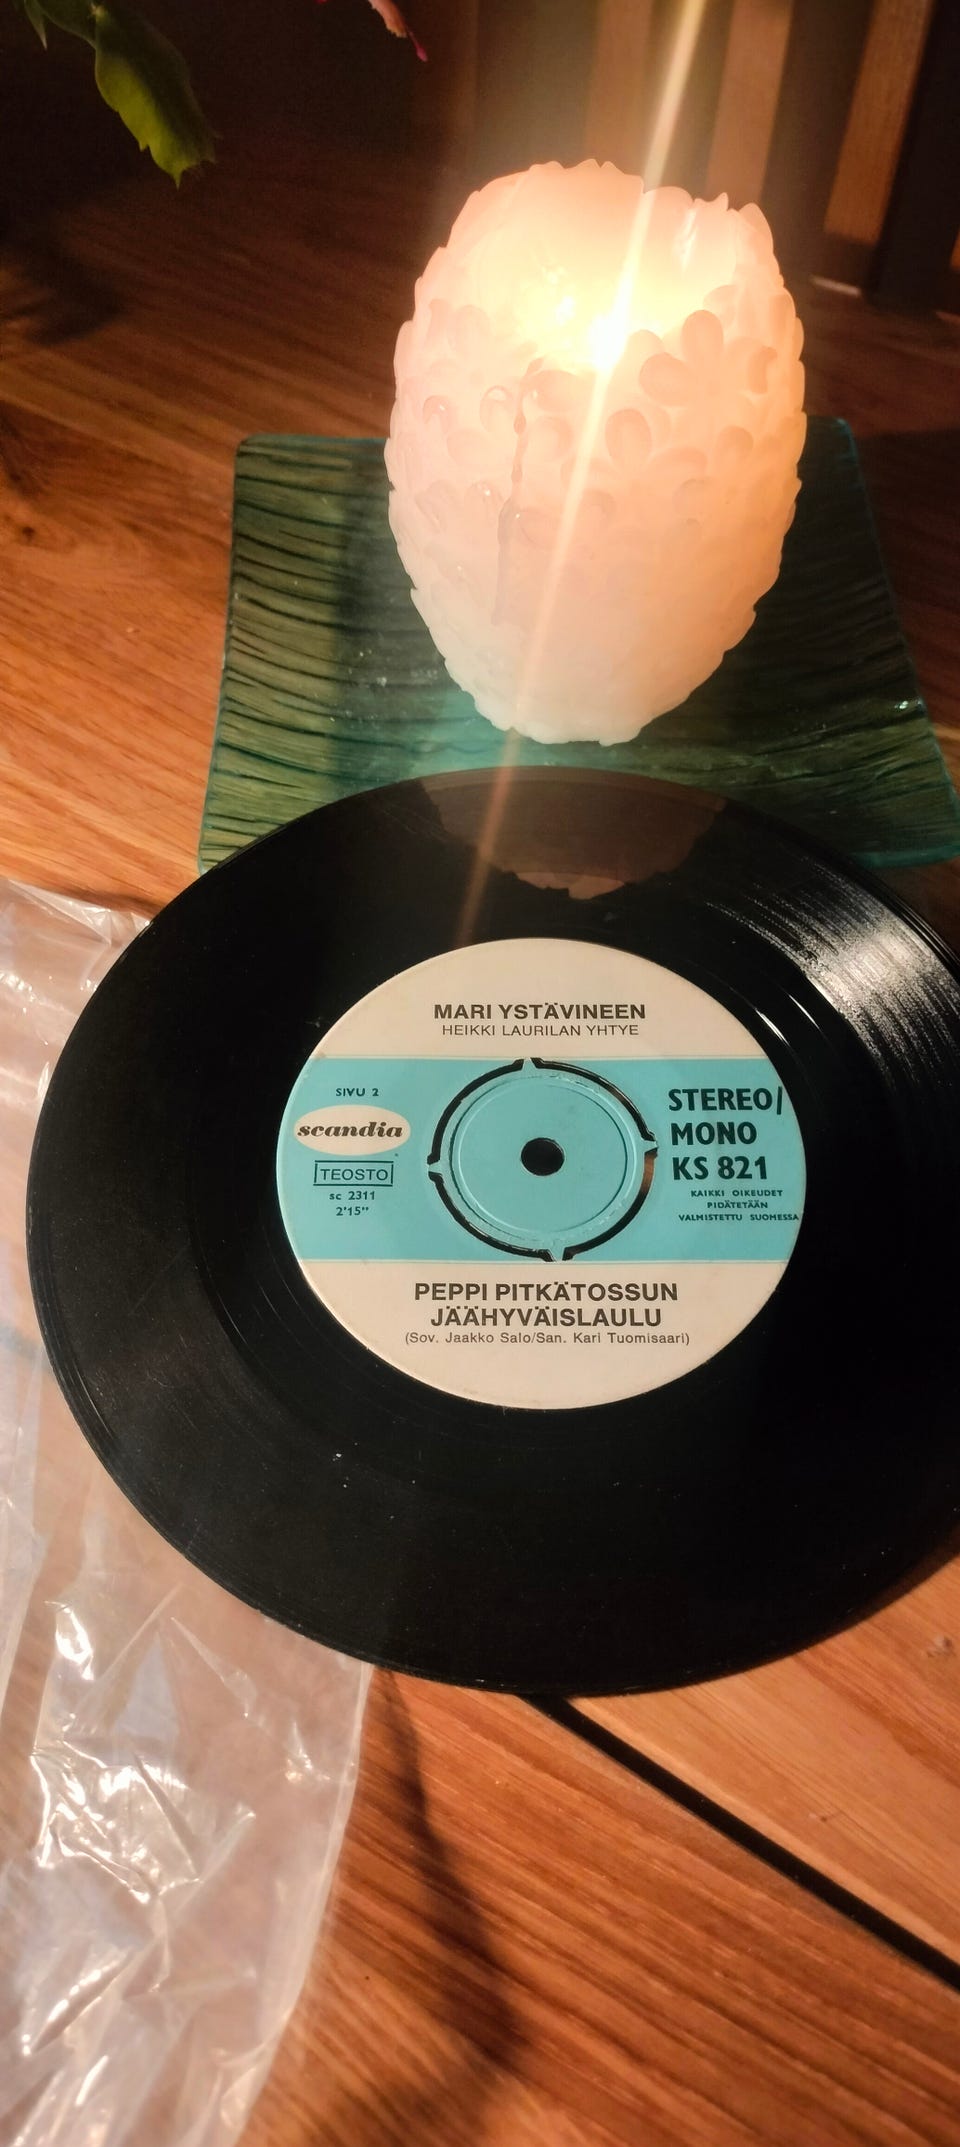 MARI YSTÄVINEEN
HEIKKI LAURILAN YHTYE
SIVU 2
scandia
TEOSTO
sc 2311
2'15"
STEREO/
MONO
KS 821
KAIKKI OIKEUDET
PIDÄTETÄÄN
VALMISTETTU SUOMESSA
PEPPI PITKÄTOSSUN
JÄÄHYVÄISLAULU
(Sov. Jaakko Salo/San. Kari Tuomisaari)